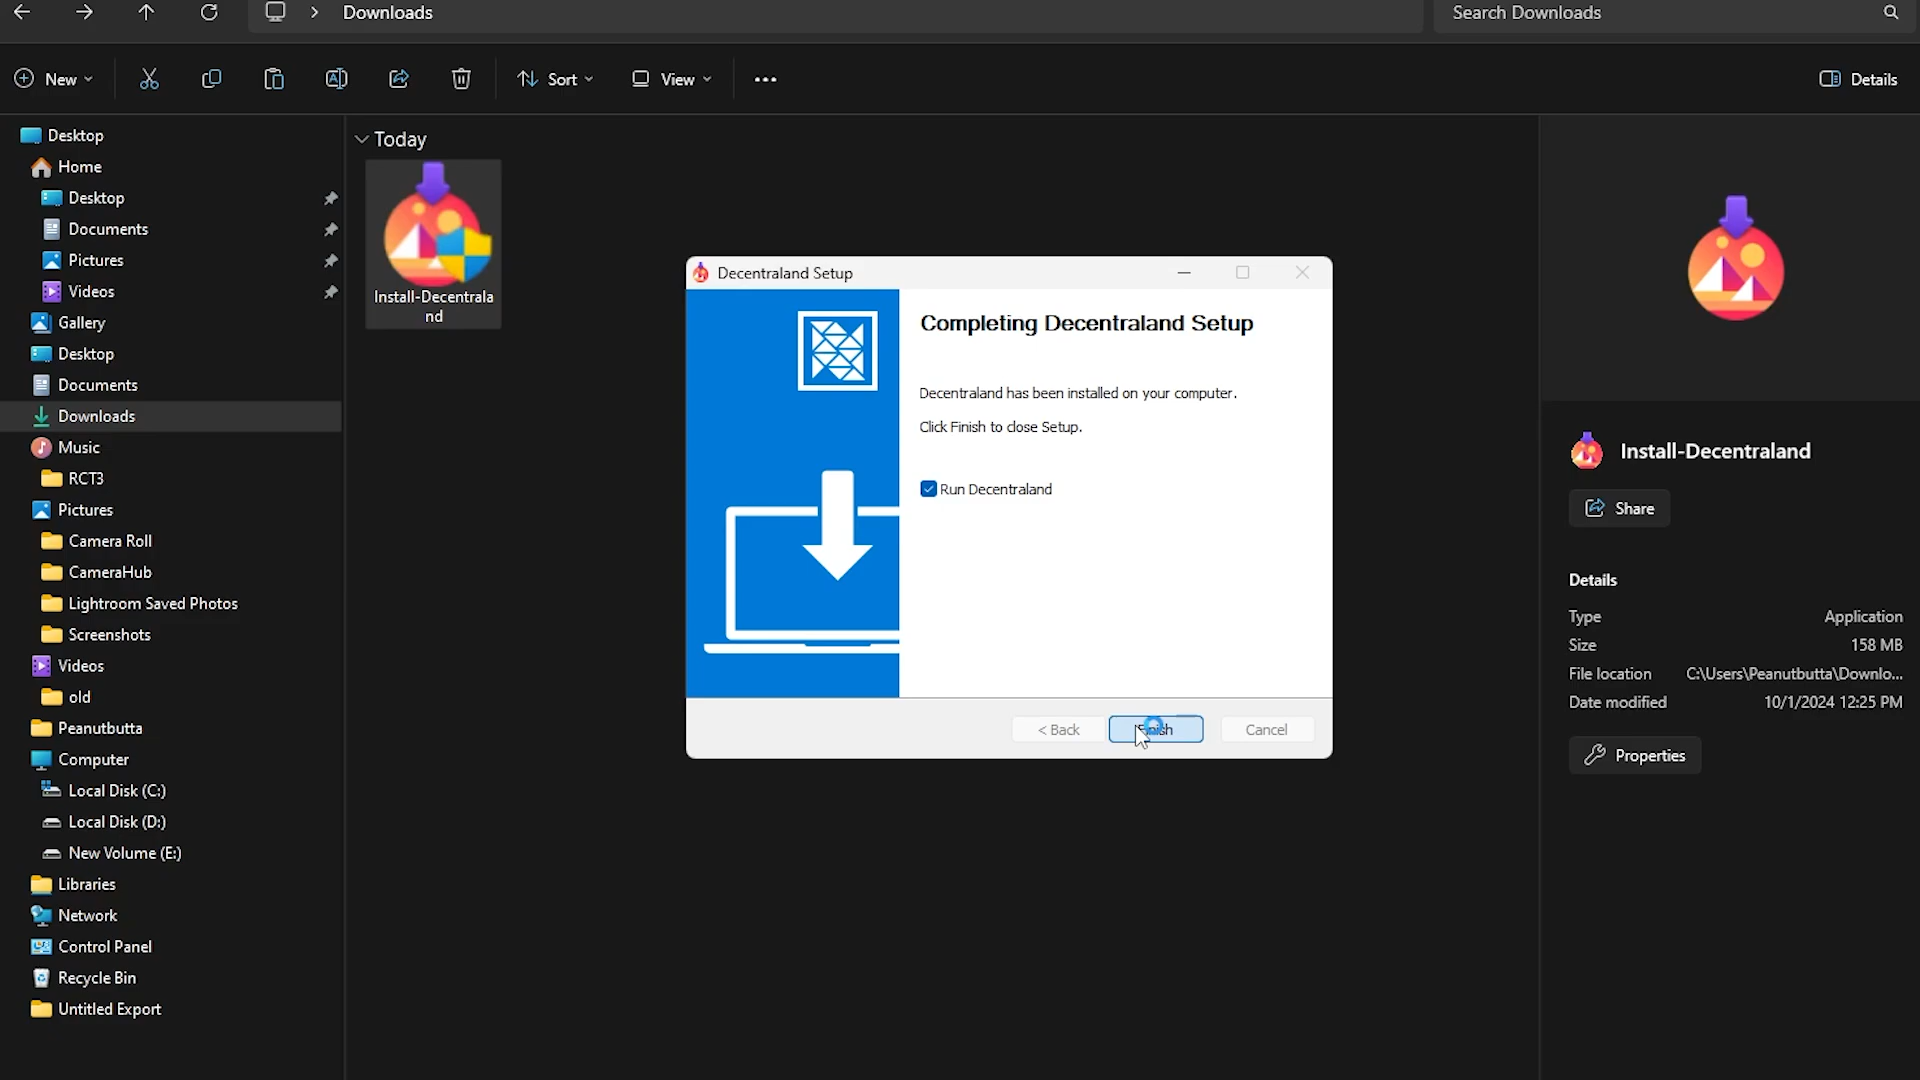 Downloads
Search Downloads
New
Sort
View
Details
Desktop
Home
Desktop
Documents
Pictures
Videos
Gallery
Desktop
Documents
Downloads
Music
RCT3
Pictures
Camera Roll
CameraHub
Lightroom Saved Photos
Screenshots
Videos
old
Peanutbutta
Computer
Local Disk (C:)
Local Disk (D:)
New Volume (E:)
Libraries
Network
Control Panel
Recycle Bin
Untitled Export
Today
Install-Decentrala
nd
Decentraland Setup
Completing Decentraland Setup
Decentraland has been installed on your computer.
Click Finish to close Setup.
Run Decentraland
< Back
Finish
Cancel
Install-Decentraland
Share
Details
Type Application
Size 158 MB
File location C:\Users\Peanutbutta\Downlo...
Date modified 10/1/2024 12:25 PM
Properties